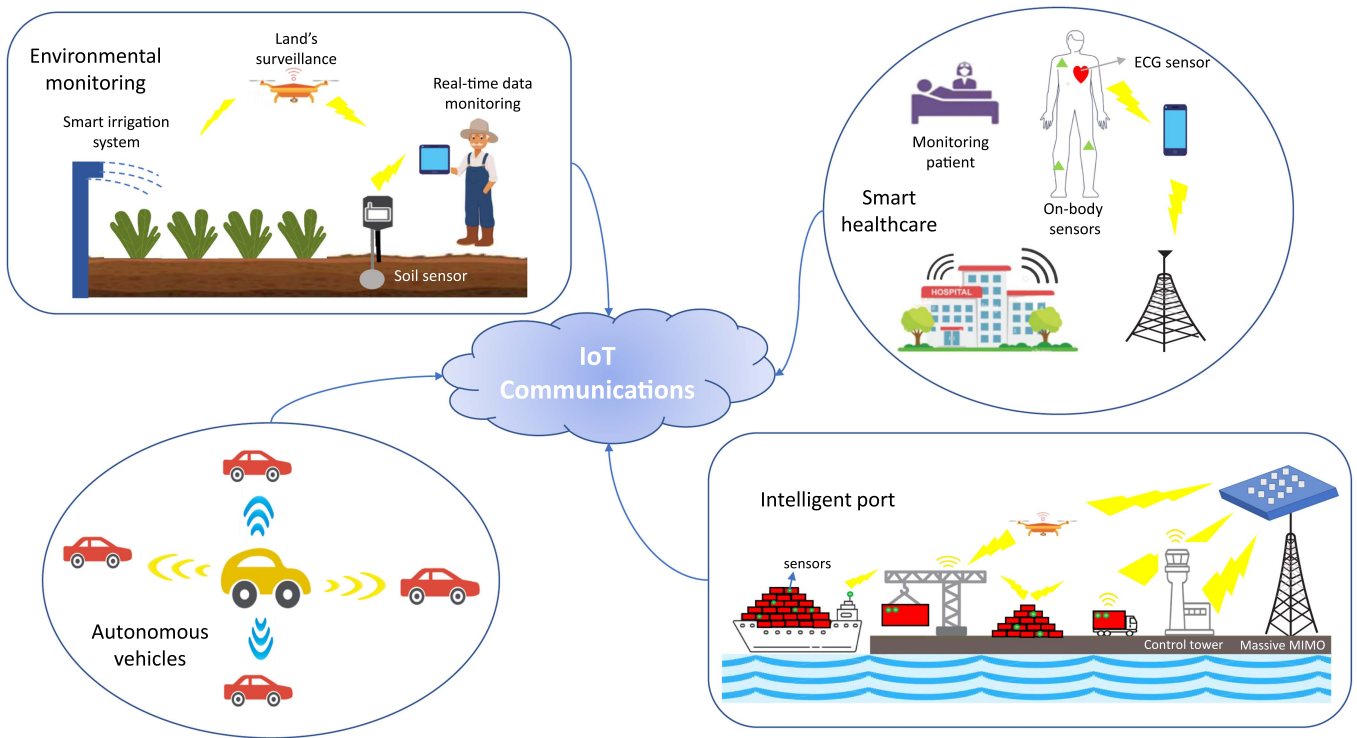 Environmental
monitoring
Land's
surveillance
Real-time data
monitoring
Smart irrigation
system
Soil sensor
ECG sensor
Monitoring
patient
On-body
sensors
Smart
healthcare
HOSPITAL
IoT
Communications
Autonomous
vehicles
Intelligent port
sensors
Control tower
Massive MIMO